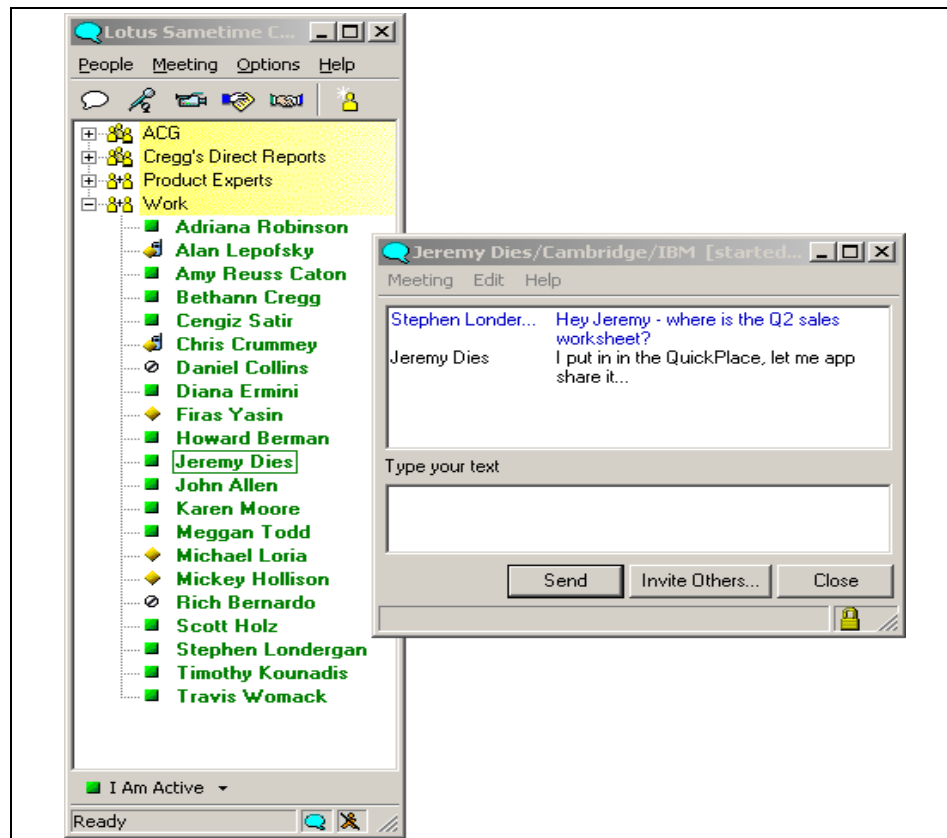 Lotus Sametime C...
People Meeting Options Help
ACG
Cregg's Direct Reports
Product Experts
Work
Adriana Robinson
Alan Lepofsky
Amy Reuss Caton
Bethann Cregg
Cengiz Satir
Chris Crummey
Daniel Collins
Diana Ermini
Firas Yasin
Howard Berman
Jeremy Dies
John Allen
Karen Moore
Meggan Todd
Michael Loria
Mickey Hollison
Rich Bernardo
Scott Holz
Stephen Londergan
Timothy Kounadis
Travis Womack
I Am Active
Ready
Jeremy Dies/Cambridge/IBM [started...
Meeting Edit Help
Stephen Londer... Hey Jeremy - where is the Q2 sales
worksheet?
Jeremy Dies I put in in the QuickPlace, let me app
share it...
Type your text
Send Invite Others... Close